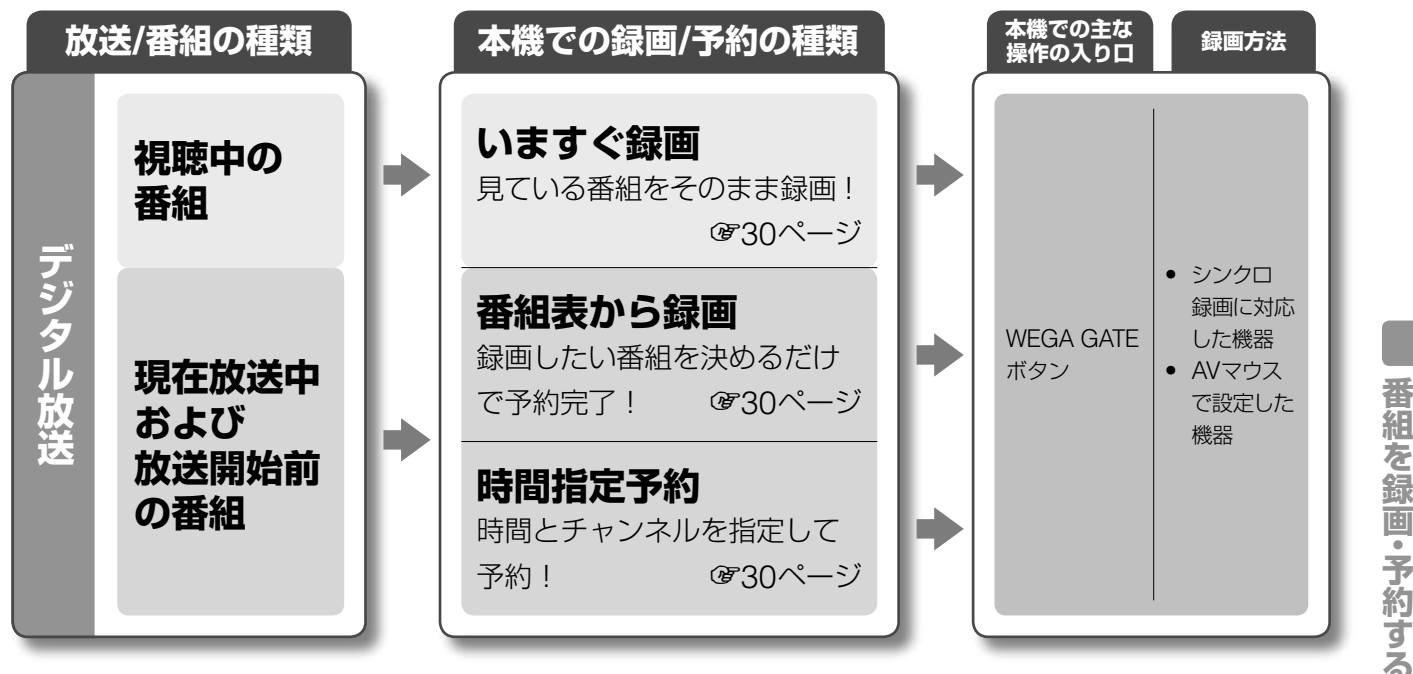 放送/番組の種類
デジタル放送
視聴中の
番組
現在放送中
および
放送開始前
の番組
本機での録画/予約の種類
いますぐ録画
見ている番組をそのまま録画！
☞30ページ
番組表から録画
録画したい番組を決めるだけ
で予約完了！ ☞30ページ
時間指定予約
時間とチャンネルを指定して
予約！ ☞30ページ
本機での主な
操作の入り口
WEGA GATE
ボタン
録画方法
• シンクロ
録画に対応
した機器
• AVマウス
で設定した
機器
番組を録画・予約する